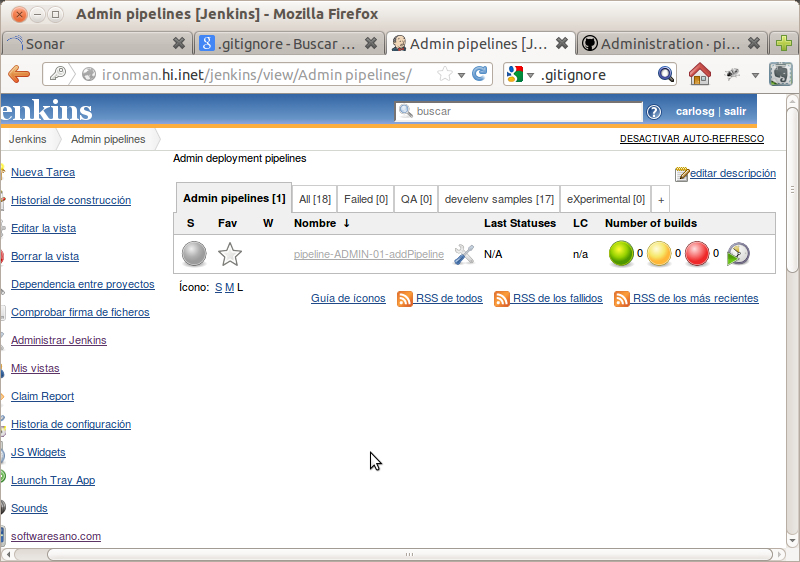 Admin pipelines [Jenkins] - Mozilla Firefox
Sonar
.gitignore - Buscar ...
Admin pipelines [J...
Administration · pi...
ironman.hi.inet/jenkins/view/Admin pipelines/
.gitignore
enkins
buscar
carlosg | salir
Jenkins
Admin pipelines
DESACTIVAR AUTO-REFRESCO
Nueva Tarea
Historial de construcción
Editar la vista
Borrar la vista
Dependencia entre proyectos
Comprobar firma de ficheros
Administrar Jenkins
Mis vistas
Claim Report
Historia de configuración
JS Widgets
Launch Tray App
Sounds
softwaresano.com
Admin deployment pipelines
editar descripción
Admin pipelines [1]
All [18]
Failed [0]
QA [0]
develenv samples [17]
eXperimental [0]
+
S Fav W Nombre ↓ Last Statuses LC Number of builds
pipeline-ADMIN-01-addPipeline N/A n/a 0 0 0
Ícono: S M L
Guía de íconos
RSS de todos
RSS de los fallidos
RSS de los más recientes